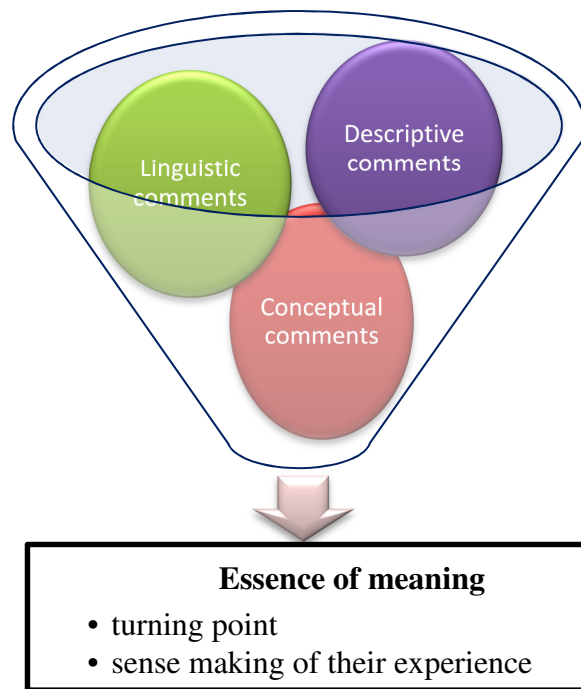 Descriptive
comments
Linguistic
comments
Conceptual
comments
Essence of meaning
• turning point
• sense making of their experience